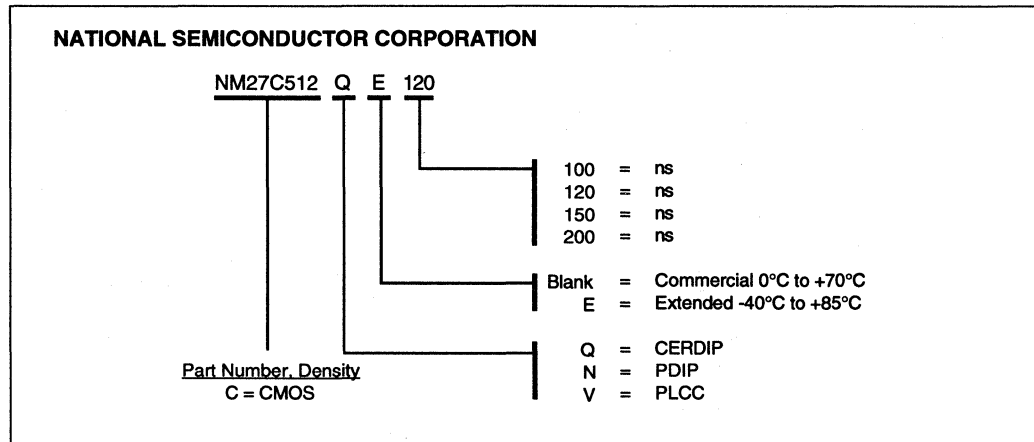 NATIONAL SEMICONDUCTOR CORPORATION
NM27C512 Q E 120
100 = ns
120 = ns
150 = ns
200 = ns
Blank = Commercial 0°C to +70°C
E = Extended -40°C to +85°C
Q = CERDIP
N = PDIP
V = PLCC
Part Number, Density
C = CMOS